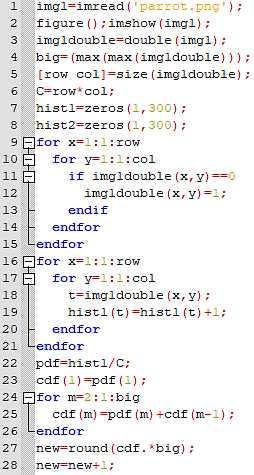 1 img1=imread('parrot.png');
2 figure();imshow(img1);
3 img1double=double(img1);
4 big=(max(max(img1double)));
5 [row col]=size(img1double);
6 C=row*col;
7 hist1=zeros(1,300);
8 hist2=zeros(1,300);
9 for x=1:1:row
10 for y=1:1:col
11 if img1double(x,y)==0
12 img1double(x,y)=1;
13 endif
14 endfor
15 endfor
16 for x=1:1:row
17 for y=1:1:col
18 t=img1double(x,y);
19 hist1(t)=hist1(t)+1;
20 endfor
21 endfor
22 pdf=hist1/C;
23 cdf(1)=pdf(1);
24 for m=2:1:big
25 cdf(m)=pdf(m)+cdf(m-1);
26 endfor
27 new=round(cdf.*big);
28 new=new+1;